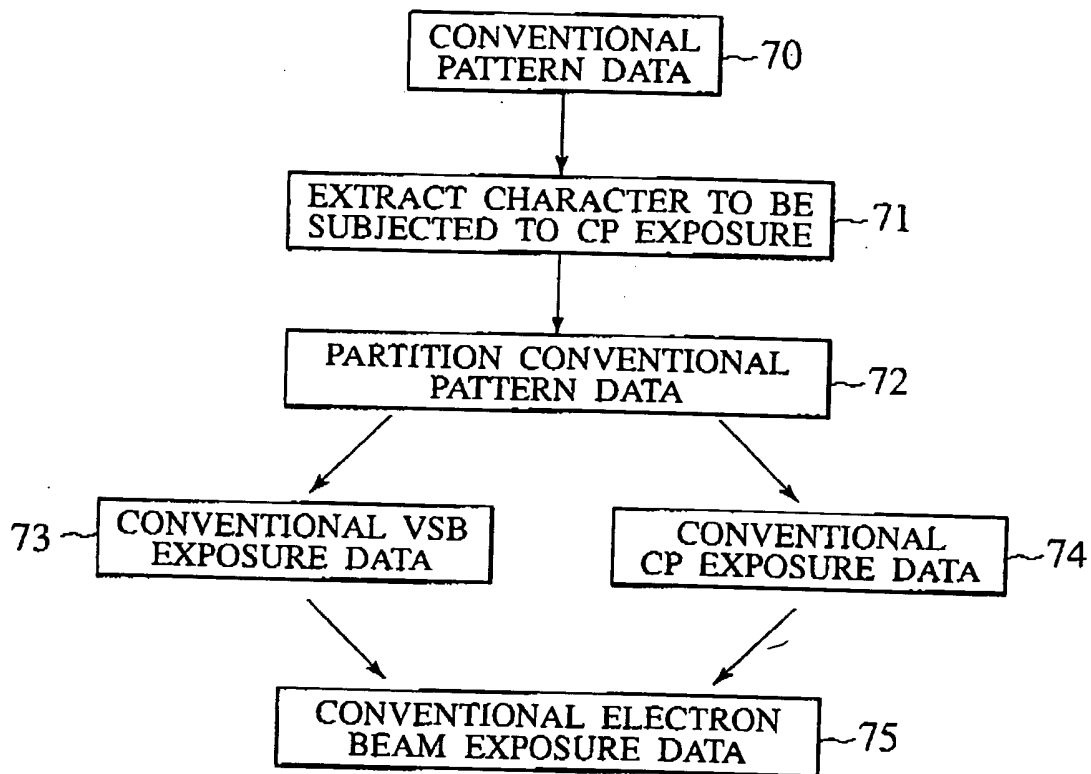 CONVENTIONAL
PATTERN DATA
70
EXTRACT CHARACTER TO BE
SUBJECTED TO CP EXPOSURE
71
PARTITION CONVENTIONAL
PATTERN DATA
72
73
CONVENTIONAL VSB
EXPOSURE DATA
CONVENTIONAL
CP EXPOSURE DATA
74
CONVENTIONAL ELECTRON
BEAM EXPOSURE DATA
75